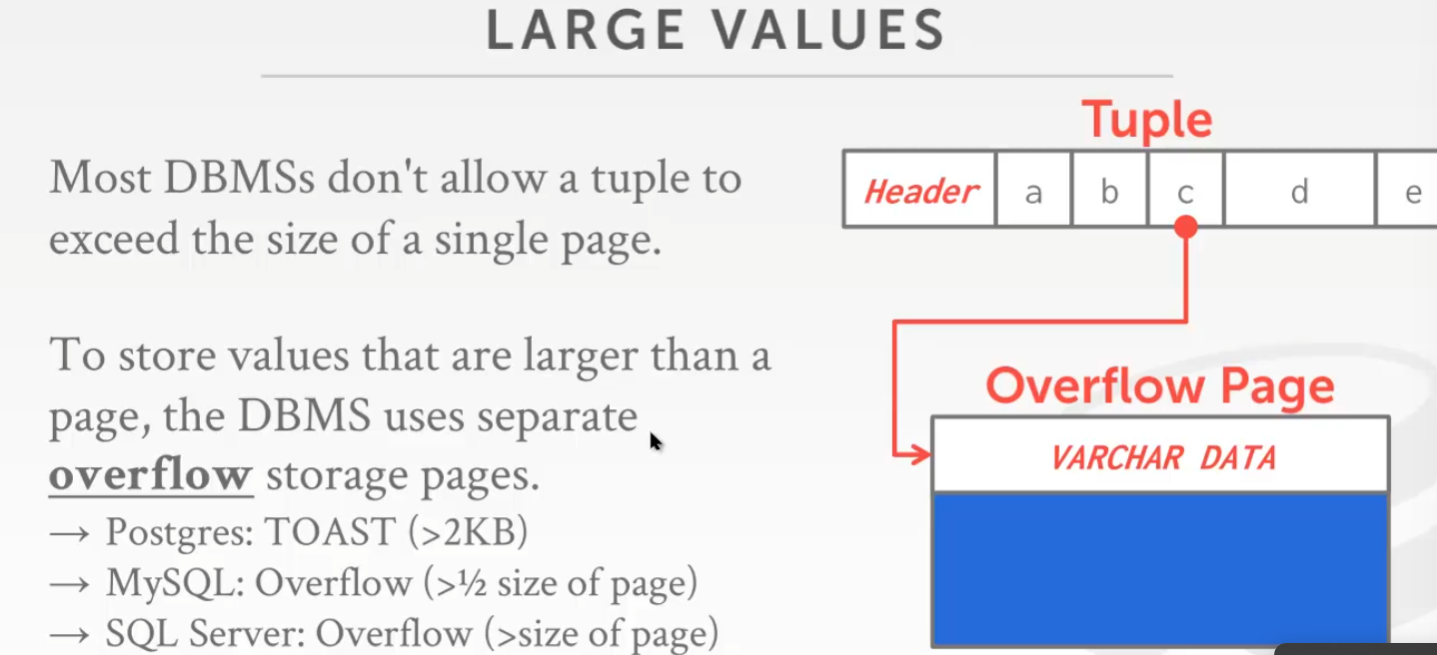 LARGE VALUES
Most DBMSs don't allow a tuple to
exceed the size of a single page.
To store values that are larger than a
page, the DBMS uses separate
overflow storage pages.
→ Postgres: TOAST (>2KB)
→ MySQL: Overflow (>½ size of page)
→ SQL Server: Overflow (>size of page)
Tuple
Header a b c d e
Overflow Page
VARCHAR DATA